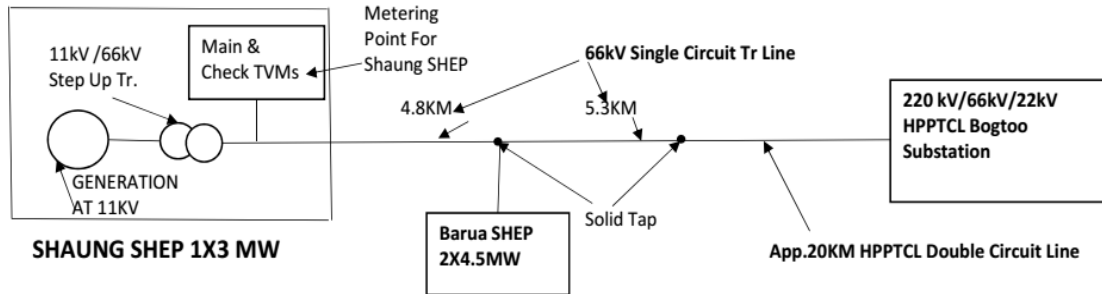 11kV /66kV
Step Up Tr.
Main &
Check TVMs
Metering
Point For
Shaung SHEP
66kV Single Circuit Tr Line
4.8KM
5.3KM
220 kV/66kV/22kV
HPPTCL Bogtoo
Substation
GENERATION
AT 11KV
Solid Tap
SHAUNG SHEP 1X3 MW
Barua SHEP
2X4.5MW
App.20KM HPPTCL Double Circuit Line